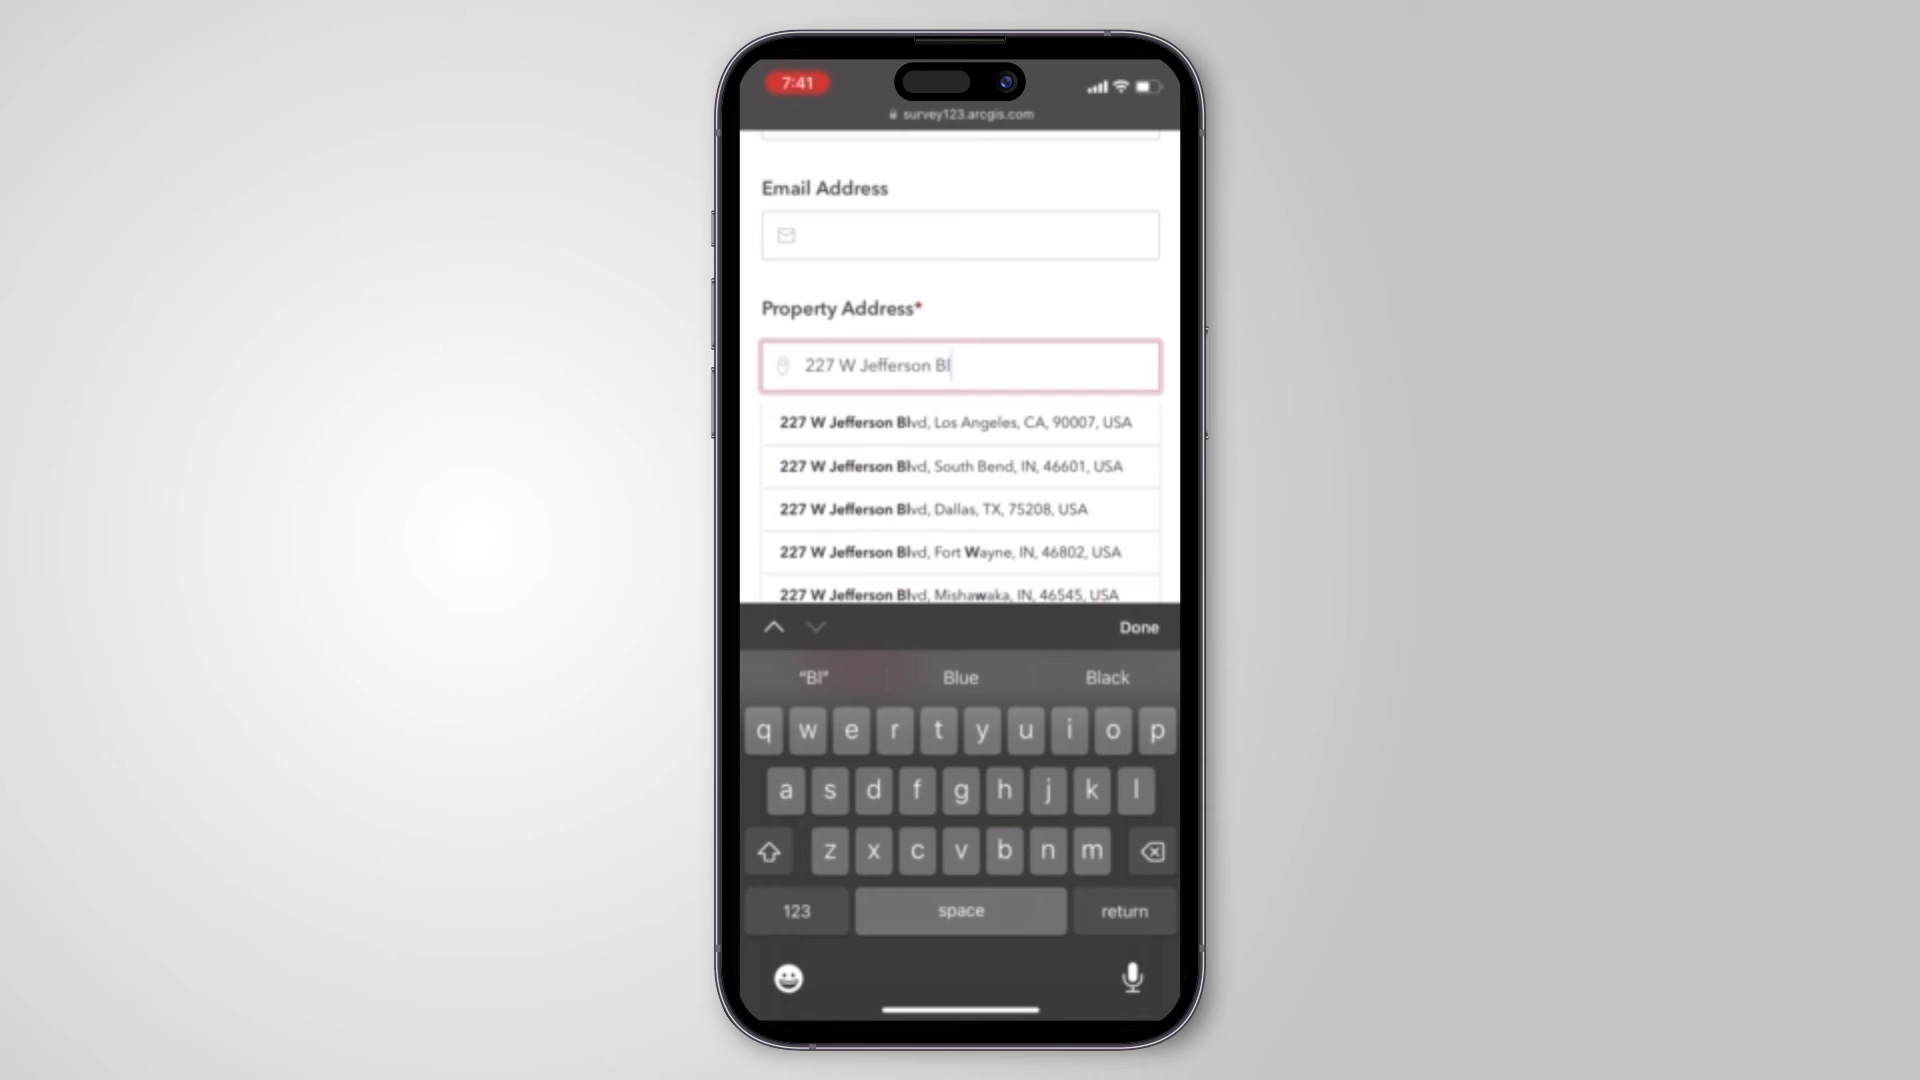 7:41
survey123.arcgis.com
Email Address
Property Address*
227 W Jefferson Bl
227 W Jefferson Blvd, Los Angeles, CA, 90007, USA
227 W Jefferson Blvd, South Bend, IN, 46601, USA
227 W Jefferson Blvd, Dallas, TX, 75208, USA
227 W Jefferson Blvd, Fort Wayne, IN, 46802, USA
227 W Jefferson Blvd, Mishawaka, IN, 46545, USA
Done
“Bl” Blue Black
q w e r t y u i o p
a s d f g h j k l
z x c v b n m
123 space return